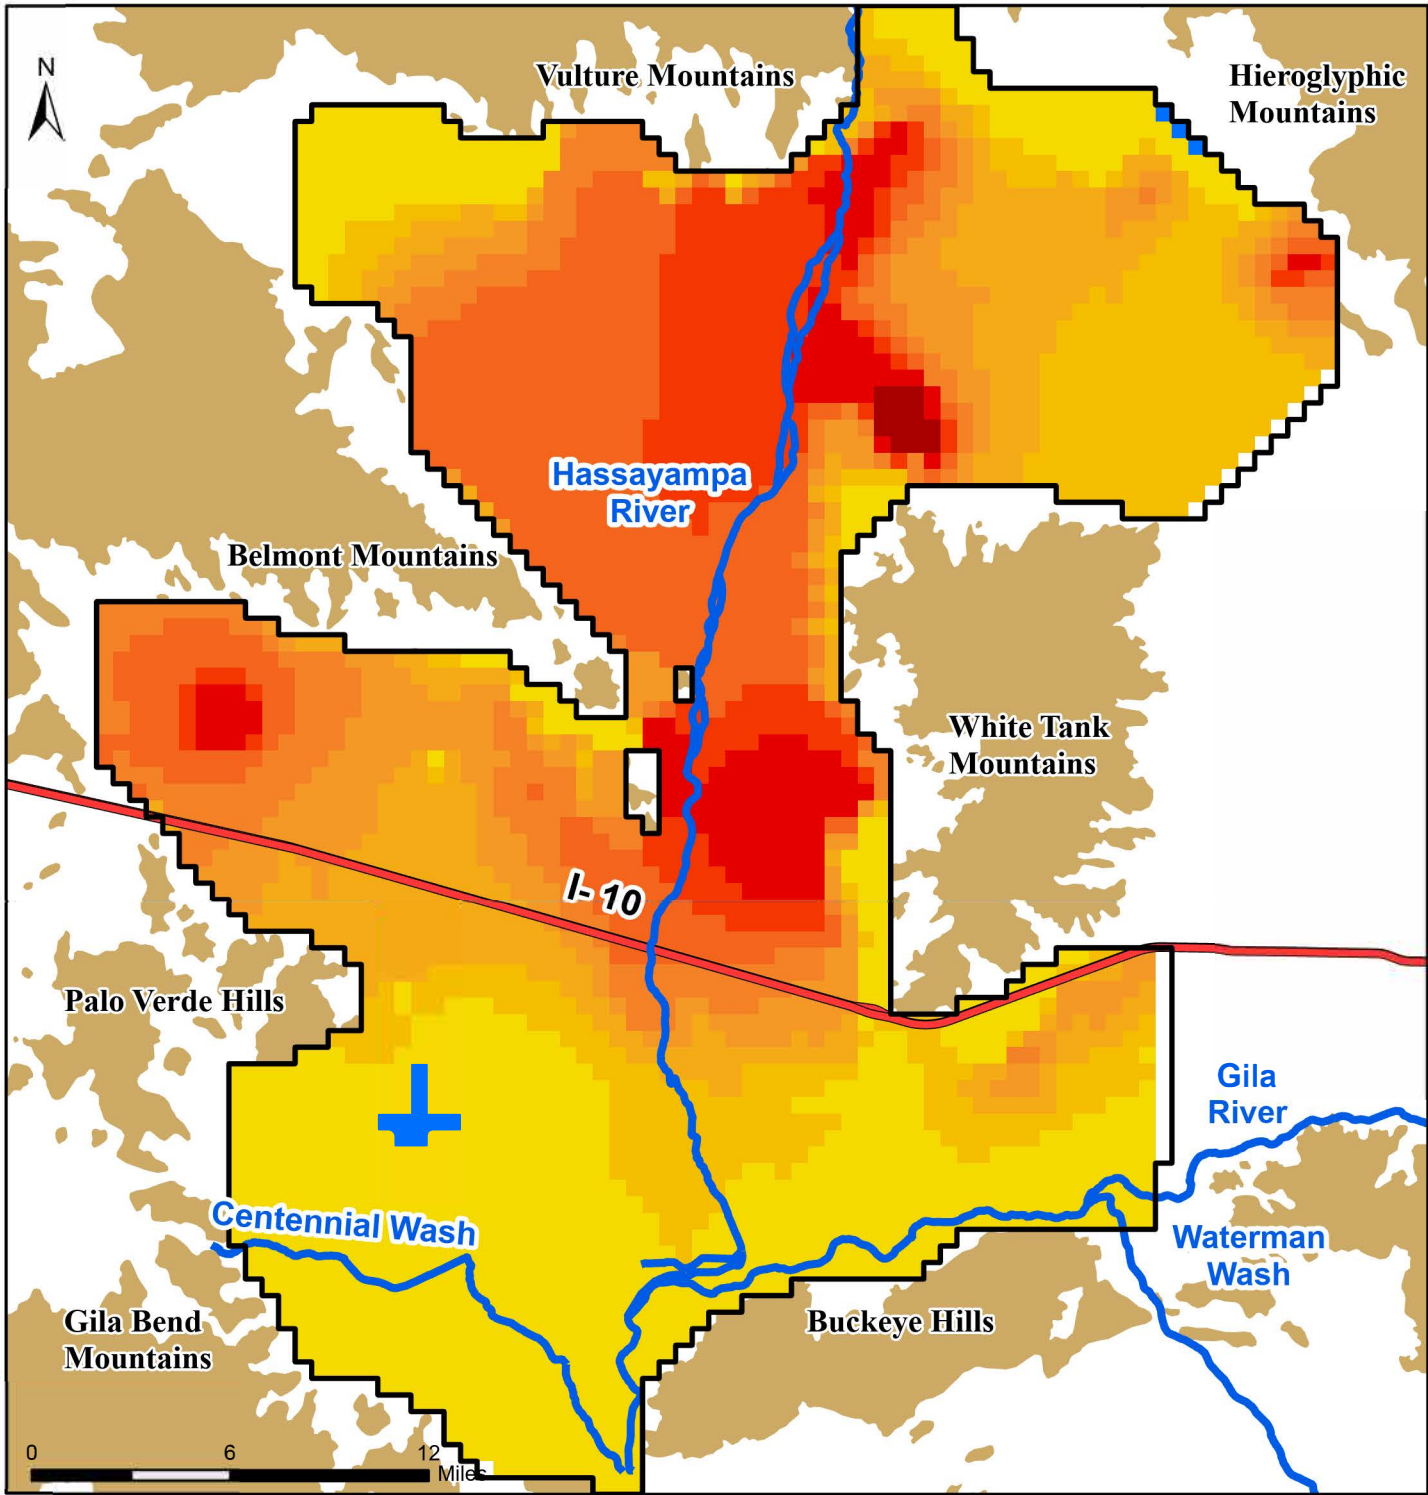 N
Vulture Mountains
Hieroglyphic
Mountains
Hassayampa
River
Belmont Mountains
White Tank
Mountains
I- 10
Palo Verde Hills
Gila
River
Centennial Wash
Waterman
Wash
Gila Bend
Mountains
Buckeye Hills
0 6 12
Miles